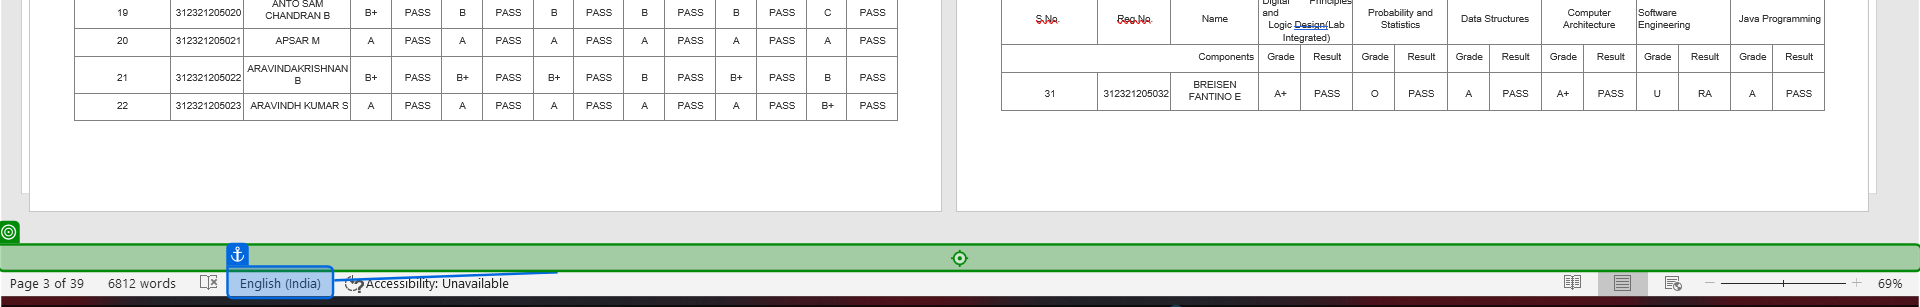 19 312321205020 ANTO SAM CHANDRAN B B+ PASS B PASS B PASS B PASS B PASS C PASS
20 312321205021 APSAR M A PASS A PASS A PASS A PASS A PASS A PASS
21 312321205022 ARAVINDAKRISHNAN B B+ PASS B+ PASS B+ PASS B PASS B+ PASS B PASS
22 312321205023 ARAVINDH KUMAR S A PASS A PASS A PASS A PASS A PASS B+ PASS
S.No. Reg.No. Name Digital Principles and Logic Design(Lab Integrated) Probability and Statistics Data Structures Computer Architecture Software Engineering Java Programming
Components Grade Result Grade Result Grade Result Grade Result Grade Result Grade Result
31 312321205032 BREISEN FANTINO E A+ PASS O PASS A PASS A+ PASS U RA A PASS
Page 3 of 39 6812 words English (India) Accessibility: Unavailable 69%